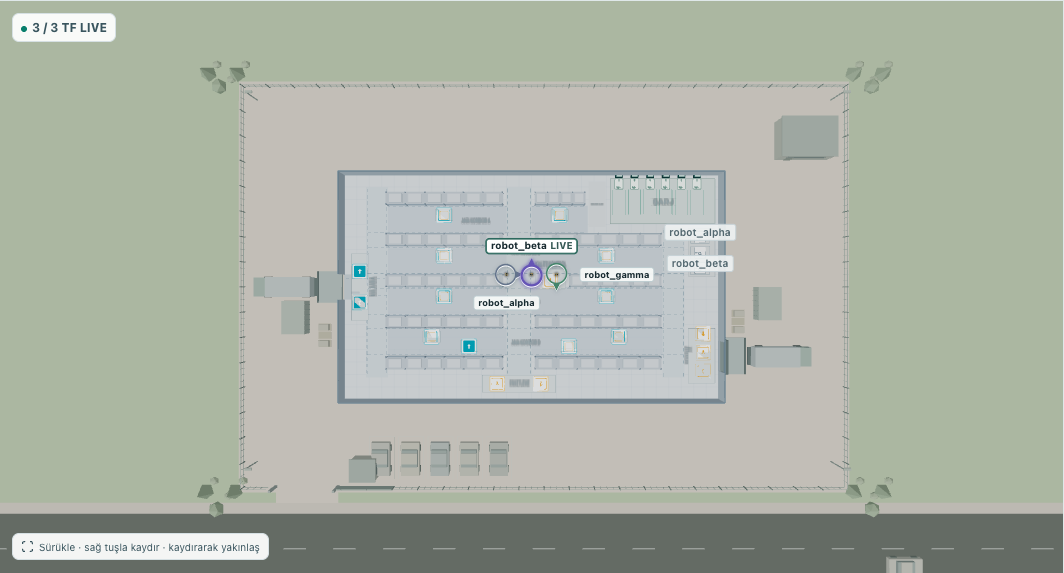 3 / 3 TF LIVE
robot_alpha
robot_beta LIVE
robot_beta
robot_gamma
robot_alpha
Sürükle · sağ tuşla kaydır · kaydırarak yakınlaş